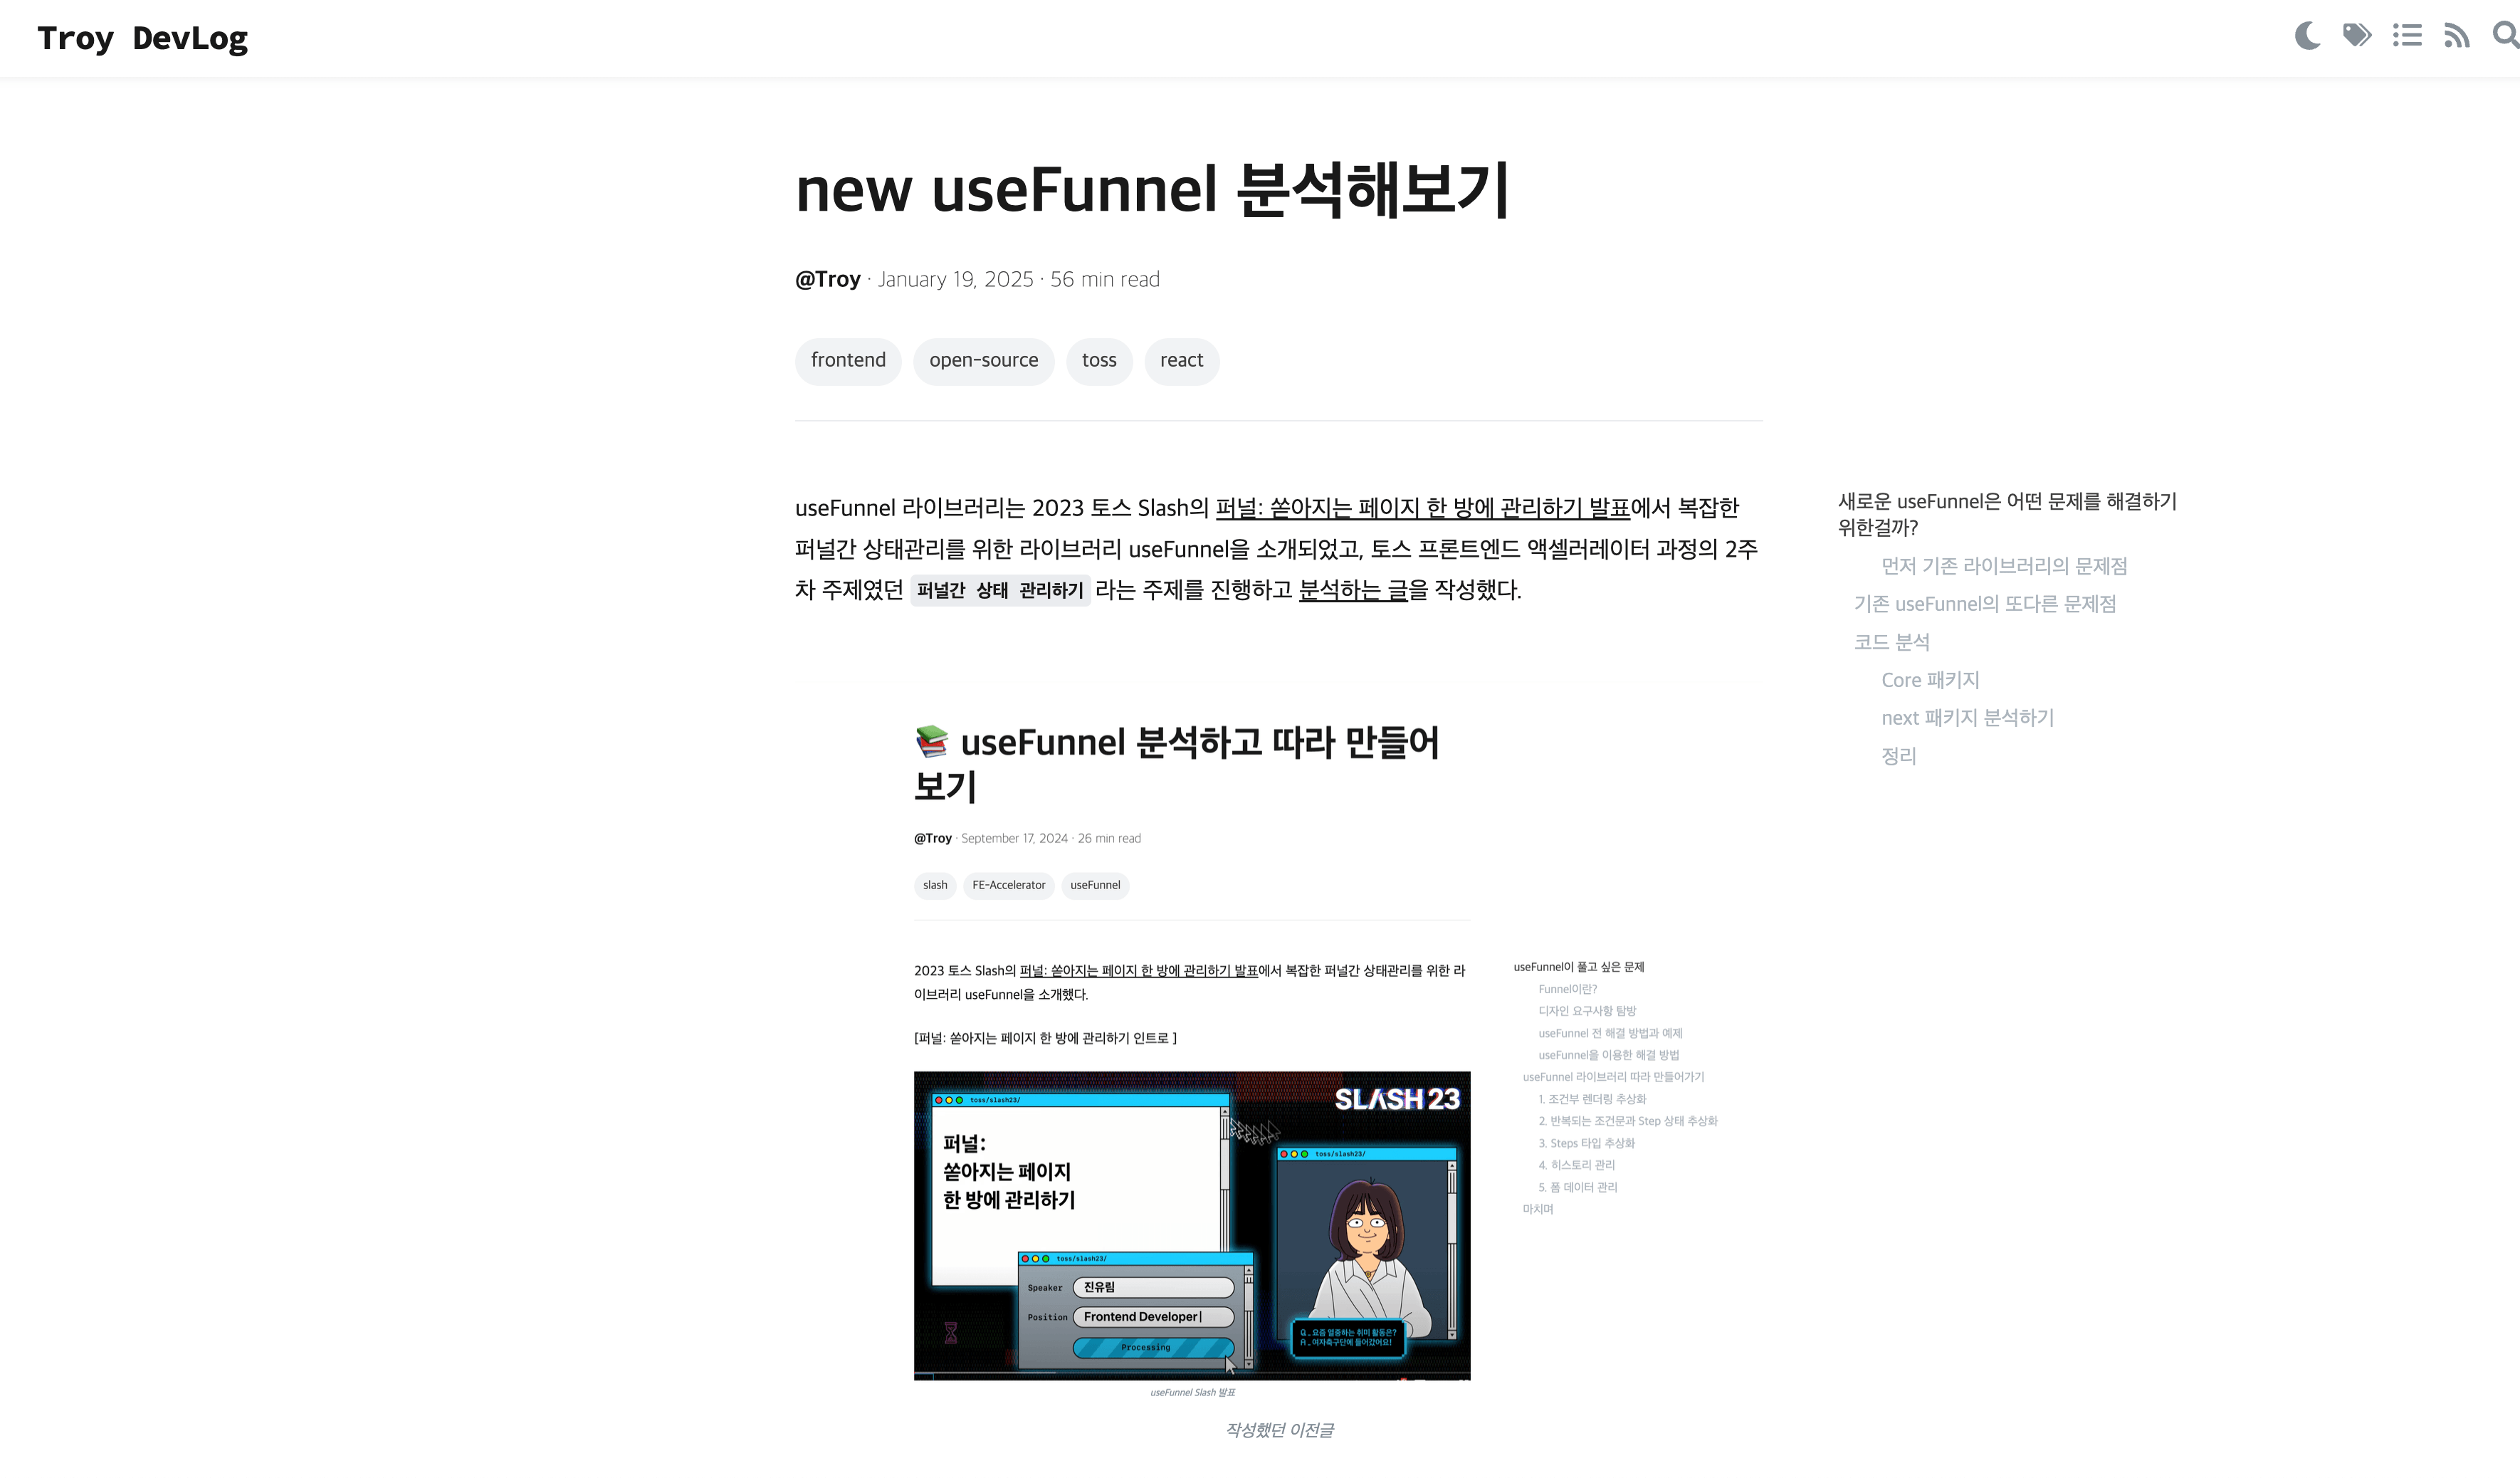 Troy DevLog
new useFunnel 분석해보기
@Troy · January 19, 2025 · 56 min read
frontend open-source toss react
useFunnel 라이브러리는 2023 토스 Slash의 퍼널: 쏟아지는 페이지 한 방에 관리하기 발표에서 복잡한
퍼널간 상태관리를 위한 라이브러리 useFunnel을 소개되었고, 토스 프론트엔드 액셀러레이터 과정의 2주
차 주제였던 퍼널간 상태 관리하기 라는 주제를 진행하고 분석하는 글을 작성했다.
새로운 useFunnel은 어떤 문제를 해결하기
위한걸까?
먼저 기존 라이브러리의 문제점
기존 useFunnel의 또다른 문제점
코드 분석
Core 패키지
next 패키지 분석하기
정리
📚 useFunnel 분석하고 따라 만들어
보기
@Troy · September 17, 2024 · 26 min read
slash FE-Accelerator useFunnel
2023 토스 Slash의 퍼널: 쏟아지는 페이지 한 방에 관리하기 발표에서 복잡한 퍼널간 상태관리를 위한 라
이브러리 useFunnel을 소개했다.
[퍼널: 쏟아지는 페이지 한 방에 관리하기 인트로 ]
useFunnel이 풀고 싶은 문제
Funnel이란?
디자인 요구사항 탐방
useFunnel 전 해결 방법과 예제
useFunnel을 이용한 해결 방법
useFunnel 라이브러리 따라 만들어가기
1. 조건부 렌더링 추상화
2. 반복되는 조건문과 Step 상태 추상화
3. Steps 타입 추상화
4. 히스토리 관리
5. 폼 데이터 관리
마치며
toss/slash23/
SLASH 23
퍼널:
쏟아지는 페이지
한 방에 관리하기
toss/slash23/
toss/slash23/
Speaker 진유림
Position Frontend Developer
Processing
Q. 요즘 열중하는 취미 활동은?
A. 여자축구단에 들어갔어요!
useFunnel Slash 발표
작성했던 이전글